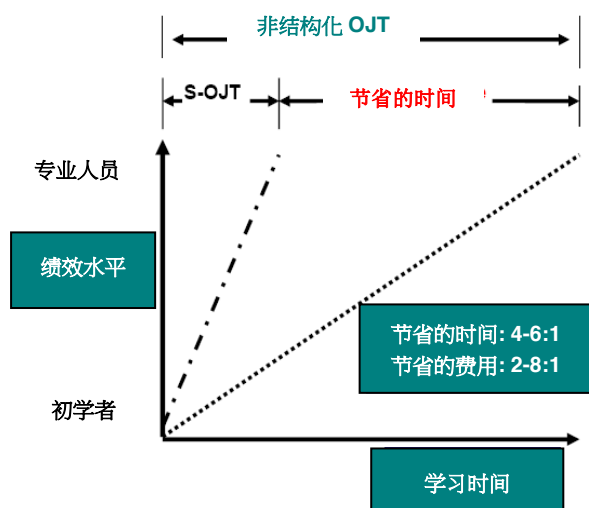 非结构化 OJT
S-OJT
节省的时间
专业人员
绩效水平
节省的时间: 4-6:1
节省的费用: 2-8:1
初学者
学习时间